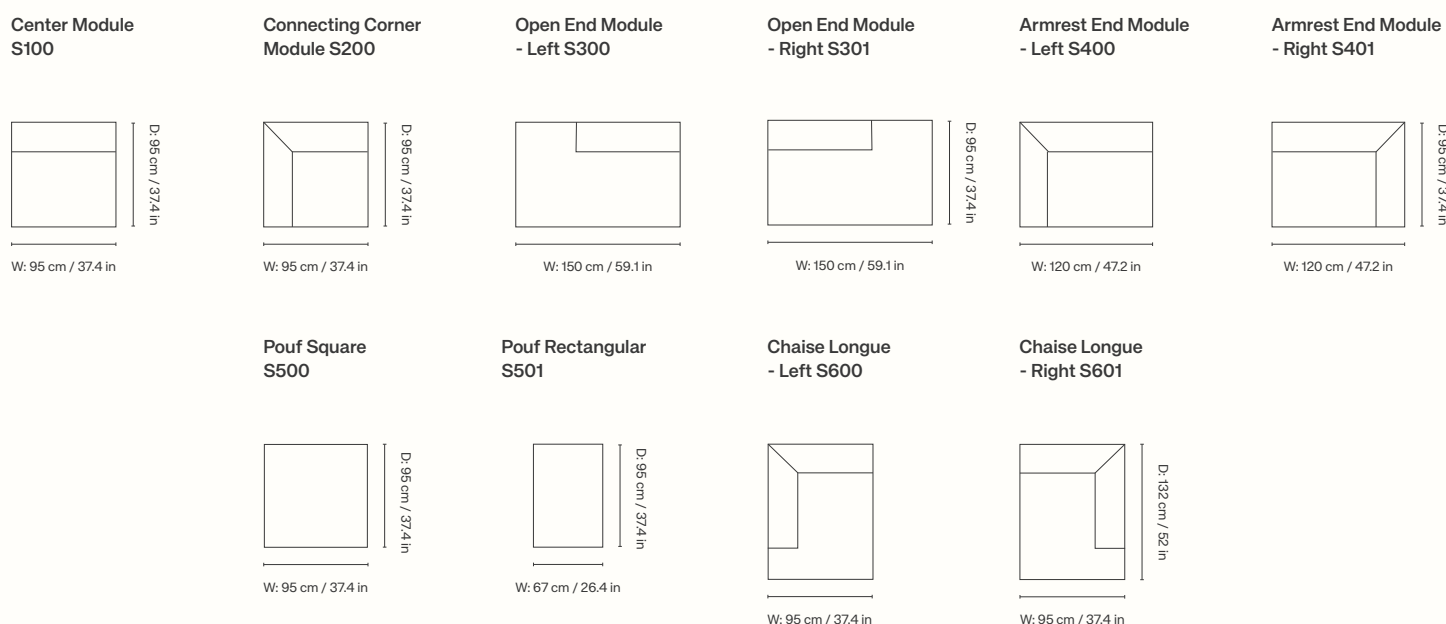 Center Module
S100
Connecting Corner
Module S200
Open End Module
- Left S300
Open End Module
- Right S301
Armrest End Module
- Left S400
Armrest End Module
- Right S401
D: 95 cm / 37.4 in
D: 95 cm / 37.4 in
D: 95 cm / 37.4 in
D: 95 cm / 37.4 in
W: 95 cm / 37.4 in
W: 95 cm / 37.4 in
W: 150 cm / 59.1 in
W: 150 cm / 59.1 in
W: 120 cm / 47.2 in
W: 120 cm / 47.2 in
Pouf Square
S500
Pouf Rectangular
S501
Chaise Longue
- Left S600
Chaise Longue
- Right S601
D: 95 cm / 37.4 in
D: 95 cm / 37.4 in
D: 132 cm / 52 in
W: 95 cm / 37.4 in
W: 67 cm / 26.4 in
W: 95 cm / 37.4 in
W: 95 cm / 37.4 in